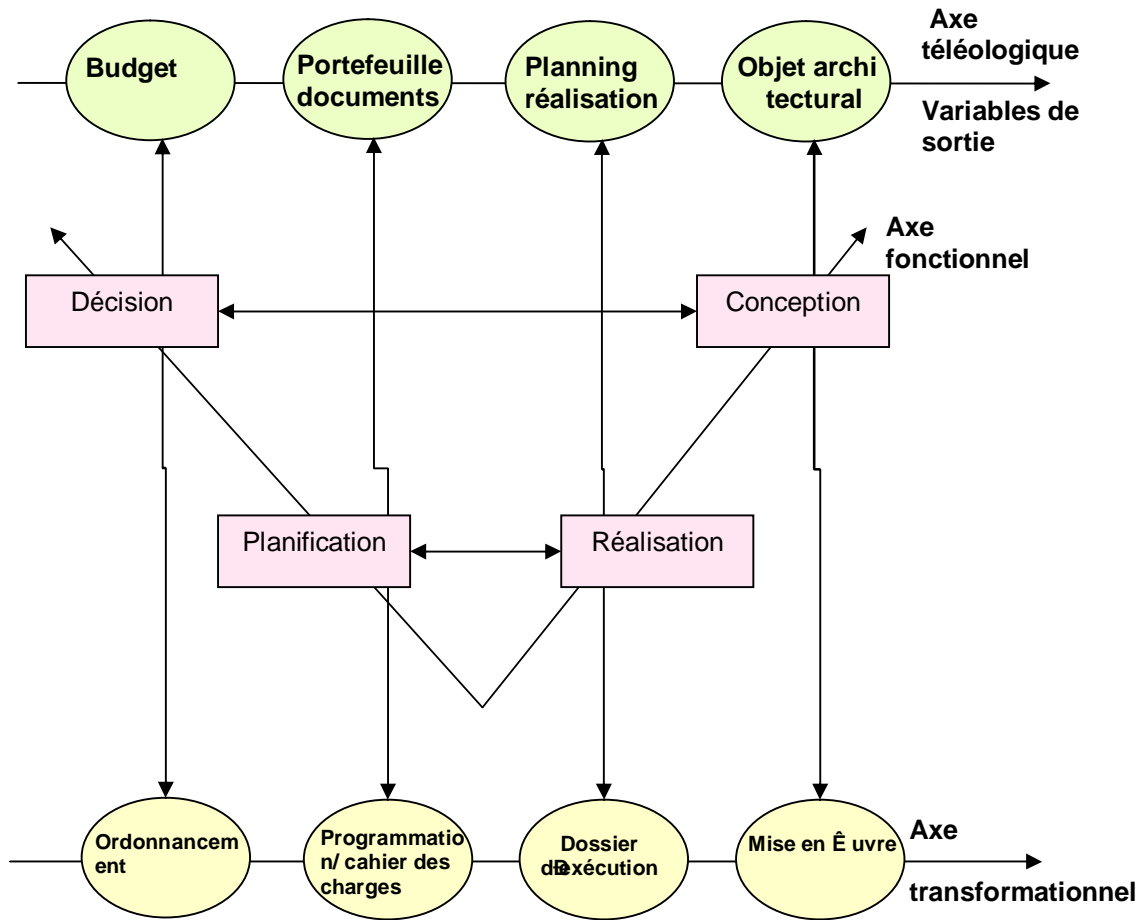 Budget
Portefeuille
documents
Planning
réalisation
Objet archi
tectural
Axe
téléologique
Variables de
sortie
Axe
fonctionnel
Décision
Conception
Planification
Réalisation
Ordonnancem
ent
Programmatio
n/ cahier des
charges
Dossier
d'exécution
Mise en Ê uvre
Axe
transformationnel